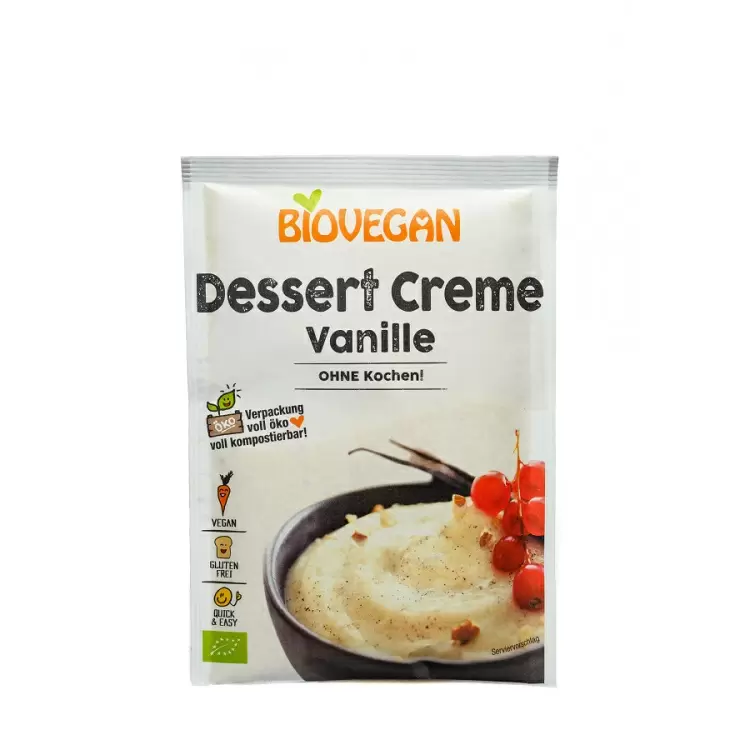 BIOVEGAN
Dessert Creme
Vanille
OHNE Kochen!
ÖKO
Verpackung
voll öko
voll kompostierbar!
VEGAN
GLUTEN
FREI
QUICK
& EASY
Serviervorschlag